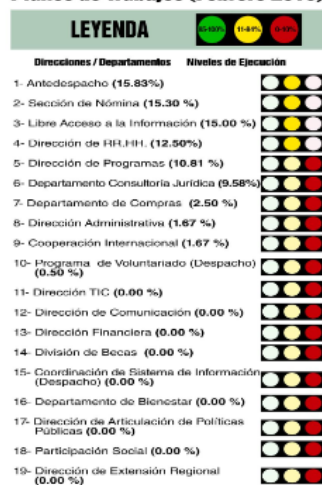 LEYENDA
85-100%
11-84%
0-10%
Direcciones / Departamentos Niveles de Ejecución
1- Antedespacho (15.83%)
2- Sección de Nómina (15.30 %)
3- Libre Acceso a la Información (15.00 %)
4- Dirección de RR.HH. (12.50%)
5- Dirección de Programas (10.81 %)
6- Departamento Consultoría Jurídica (9.58%)
7- Departamento de Compras (2.50 %)
8- Dirección Administrativa (1.67 %)
9- Cooperación Internacional (1.67 %)
10- Programa de Voluntariado (Despacho)
(0.50 %)
11- Dirección TIC (0.00 %)
12- Dirección de Comunicación (0.00 %)
13- Dirección Financiera (0.00 %)
14- División de Becas (0.00 %)
15- Coordinación de Sistema de Información
(Despacho) (0.00 %)
16- Departamento de Bienestar (0.00 %)
17- Dirección de Articulación de Políticas
Públicas (0.00 %)
18- Participación Social (0.00 %)
19- Dirección de Extensión Regional
(0.00 %)